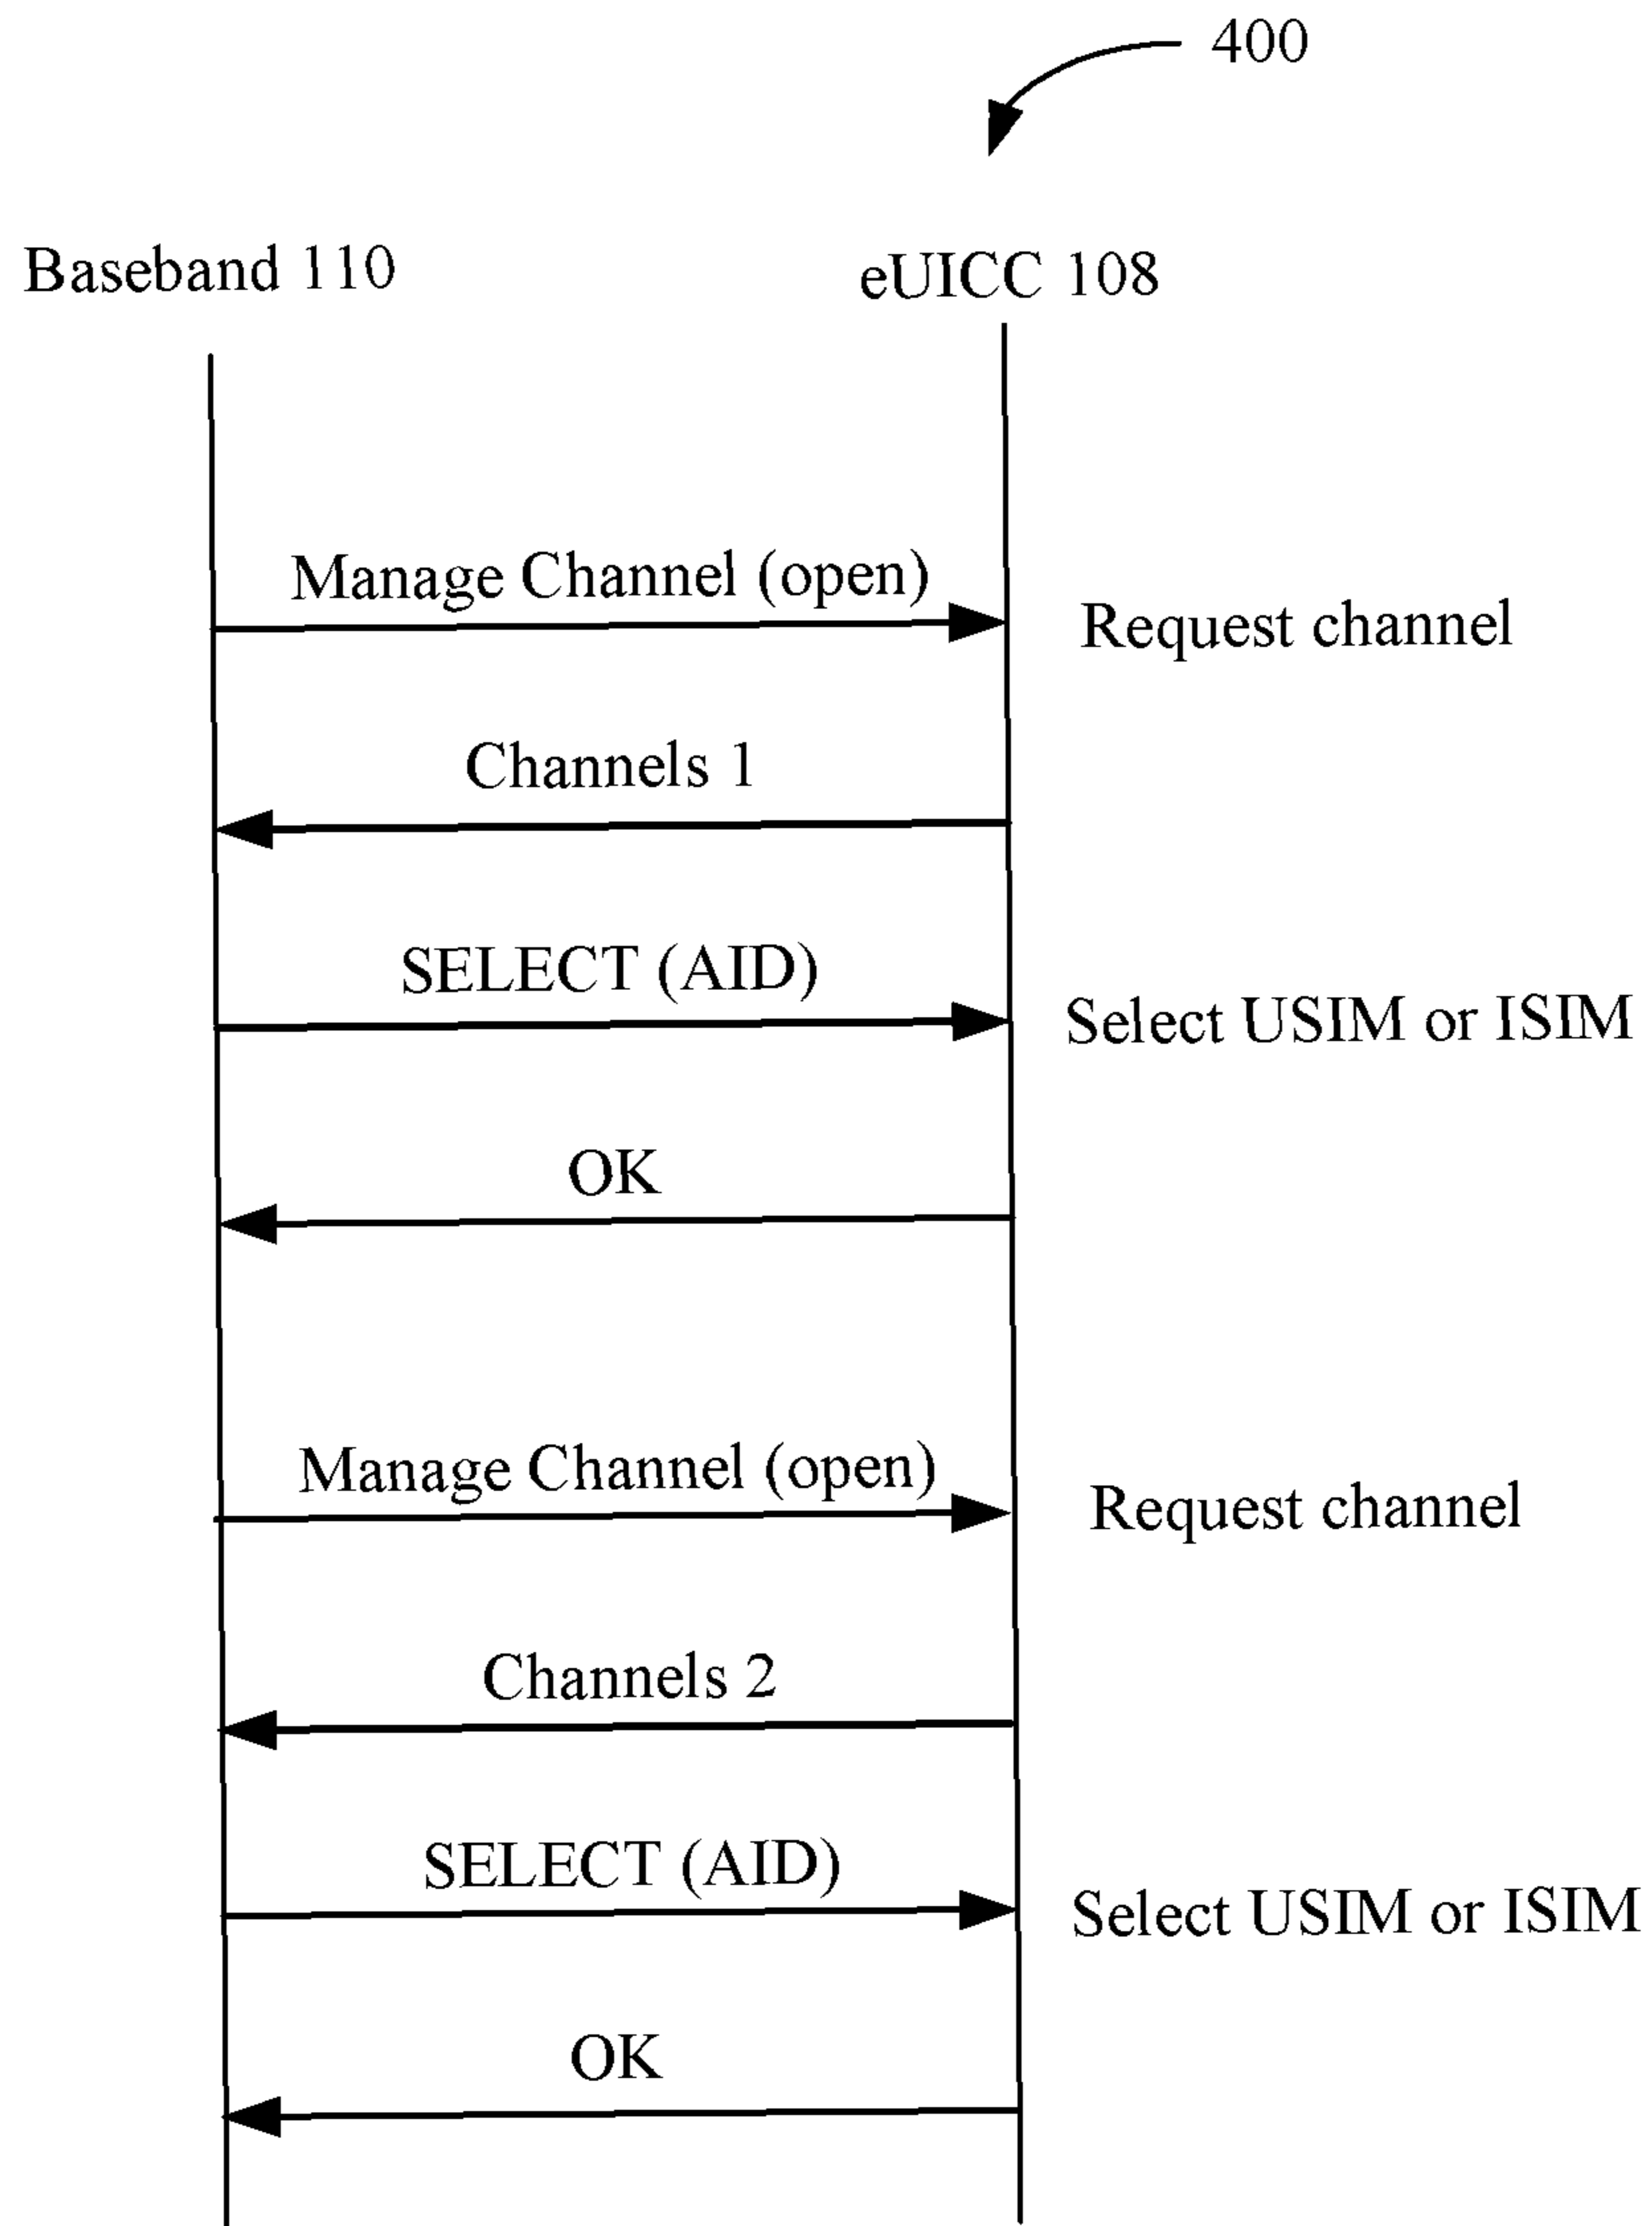 400
Baseband 110
eUICC 108
Manage Channel (open)
Request channel
Channels 1
SELECT (AID)
Select USIM or ISIM
OK
Manage Channel (open)
Request channel
Channels 2
SELECT (AID)
Select USIM or ISIM
OK